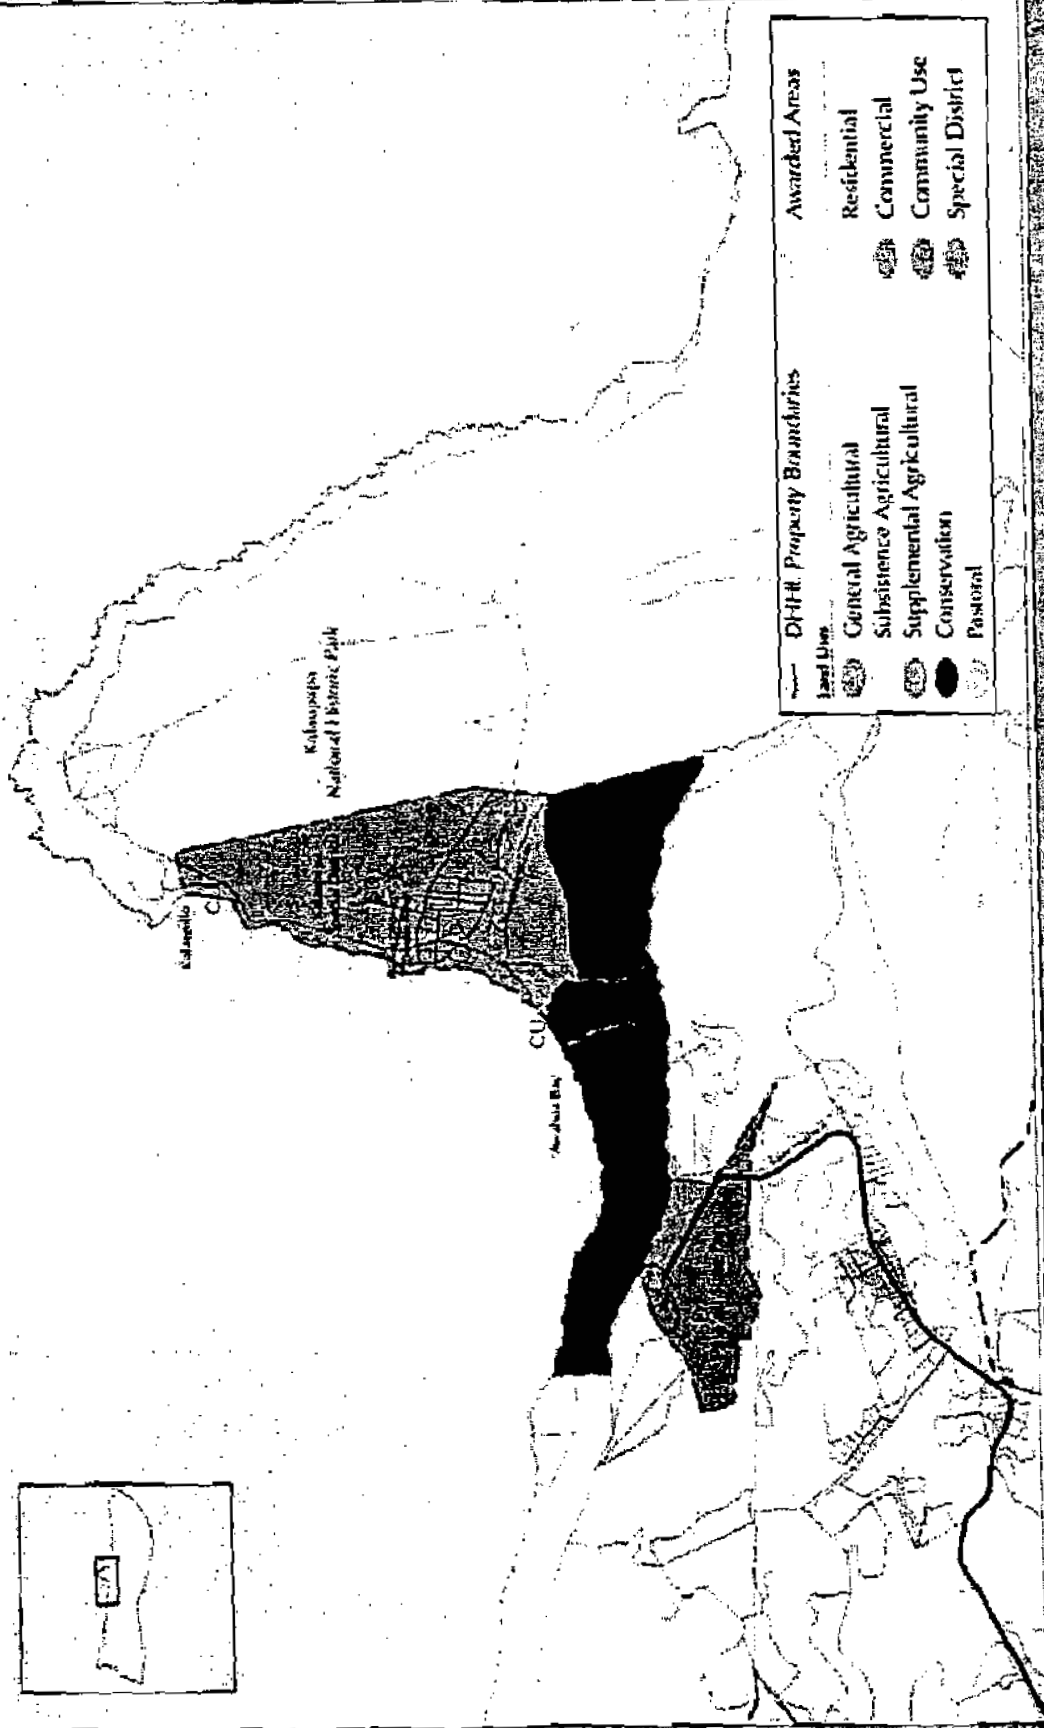 Kalaupapa
National Historic Park
CU
CU
DHHL Property Boundaries
Land Uses
General Agricultural
Subsistence Agricultural
Supplemental Agricultural
Conservation
Pastoral
Awarded Areas
Residential
Commercial
Community Use
Special District